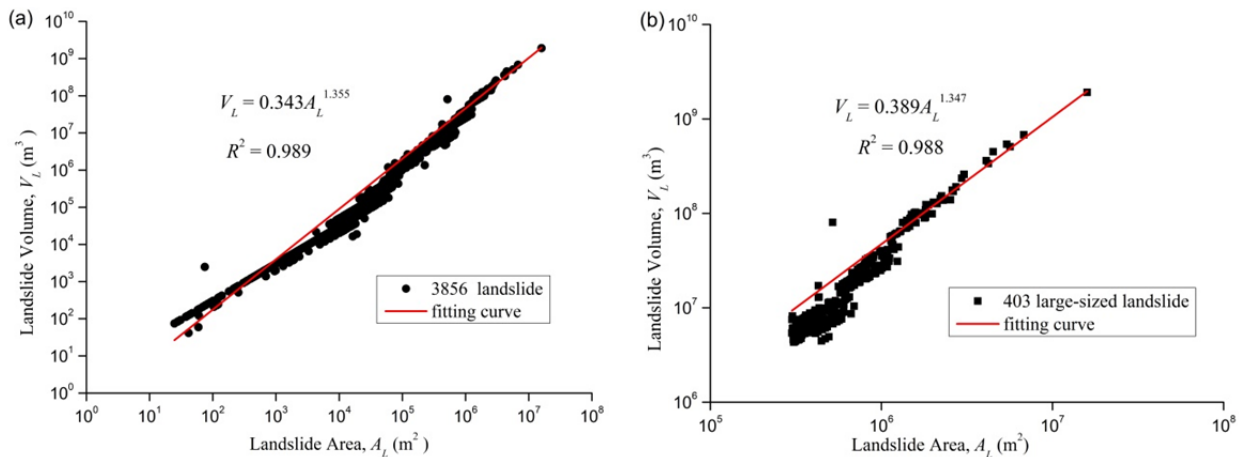 (a)
10^10
10^9
10^8
10^7
10^6
10^5
10^4
10^3
10^2
10^1
10^0
Landslide Volume, V_L (m^3)
V_L = 0.343A_L^1.355
R^2 = 0.989
3856 landslide
fitting curve
10^0 10^1 10^2 10^3 10^4 10^5 10^6 10^7 10^8
Landslide Area, A_L (m^2)
(b)
10^10
10^9
10^8
10^7
10^6
Landslide Volume, V_L (m^3)
V_L = 0.389A_L^1.347
R^2 = 0.988
403 large-sized landslide
fitting curve
10^5 10^6 10^7 10^8
Landslide Area, A_L (m^2)